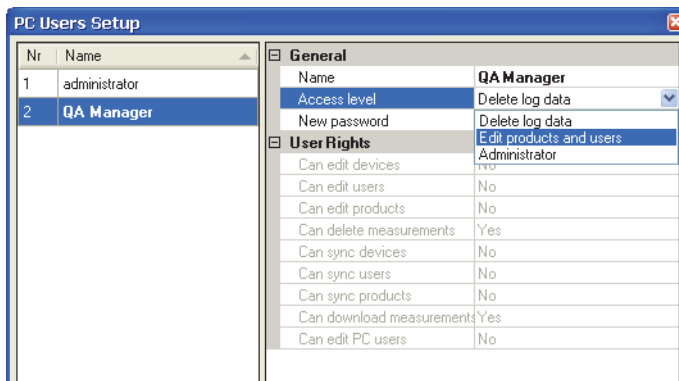 PC Users Setup
Nr Name
1 administrator
2 QA Manager
General
Name QA Manager
Access level Delete log data
New password Delete log data
Edit products and users
Administrator
User Rights
Can edit devices No
Can edit users No
Can edit products No
Can delete measurements Yes
Can sync devices No
Can sync users No
Can sync products No
Can download measurements Yes
Can edit PC users No